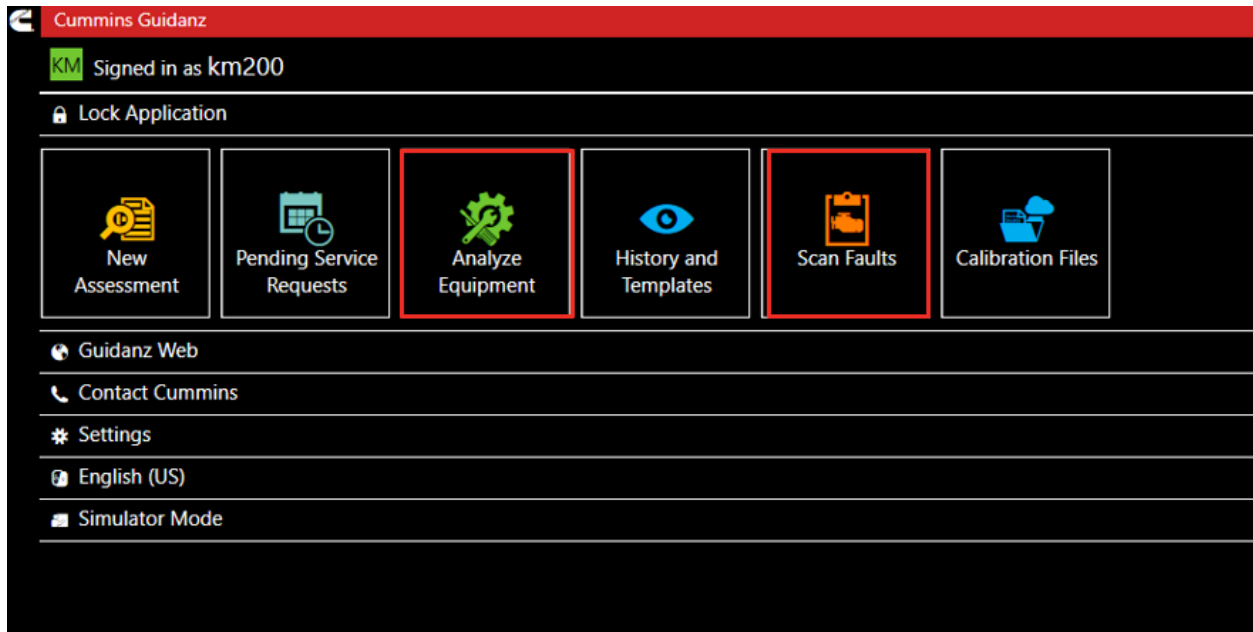 Cummins Guidanz
KM Signed in as km200
Lock Application
New
Assessment
Pending Service
Requests
Analyze
Equipment
History and
Templates
Scan Faults
Calibration Files
Guidanz Web
Contact Cummins
Settings
English (US)
Simulator Mode